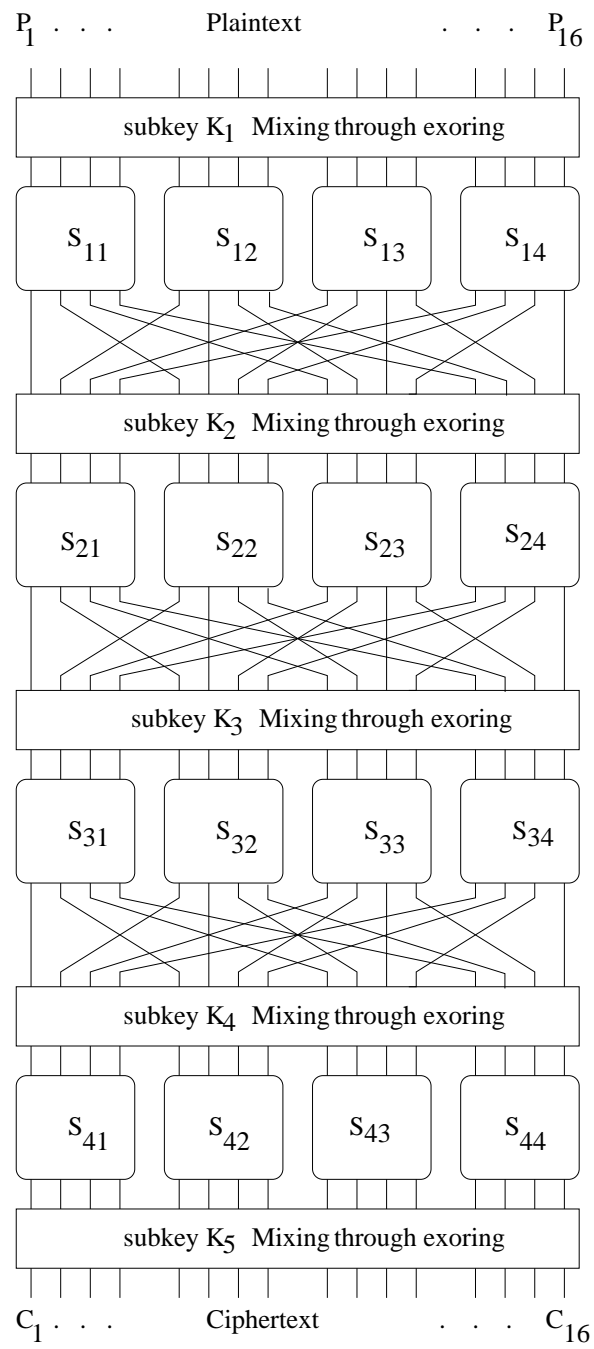 P1 . . . Plaintext . . . P16
subkey K1 Mixing through exoring
S11 S12 S13 S14
subkey K2 Mixing through exoring
S21 S22 S23 S24
subkey K3 Mixing through exoring
S31 S32 S33 S34
subkey K4 Mixing through exoring
S41 S42 S43 S44
subkey K5 Mixing through exoring
C1 . . . Ciphertext . . . C16